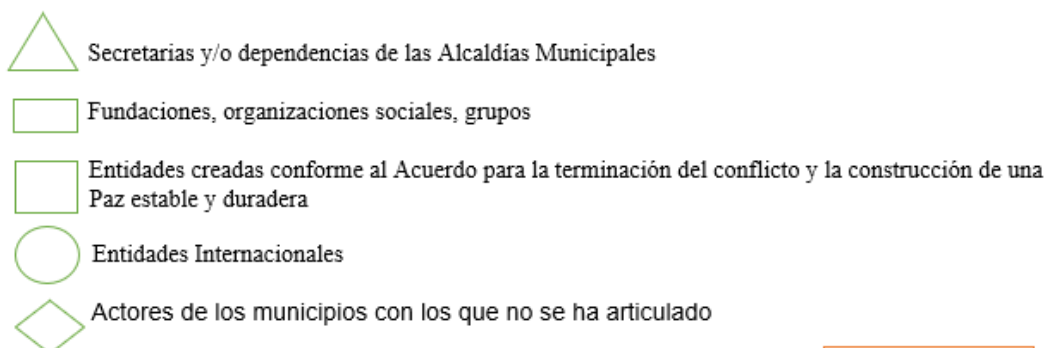 Secretarias y/o dependencias de las Alcaldías Municipales
Fundaciones, organizaciones sociales, grupos
Entidades creadas conforme al Acuerdo para la terminación del conflicto y la construcción de una
Paz estable y duradera
Entidades Internacionales
Actores de los municipios con los que no se ha articulado